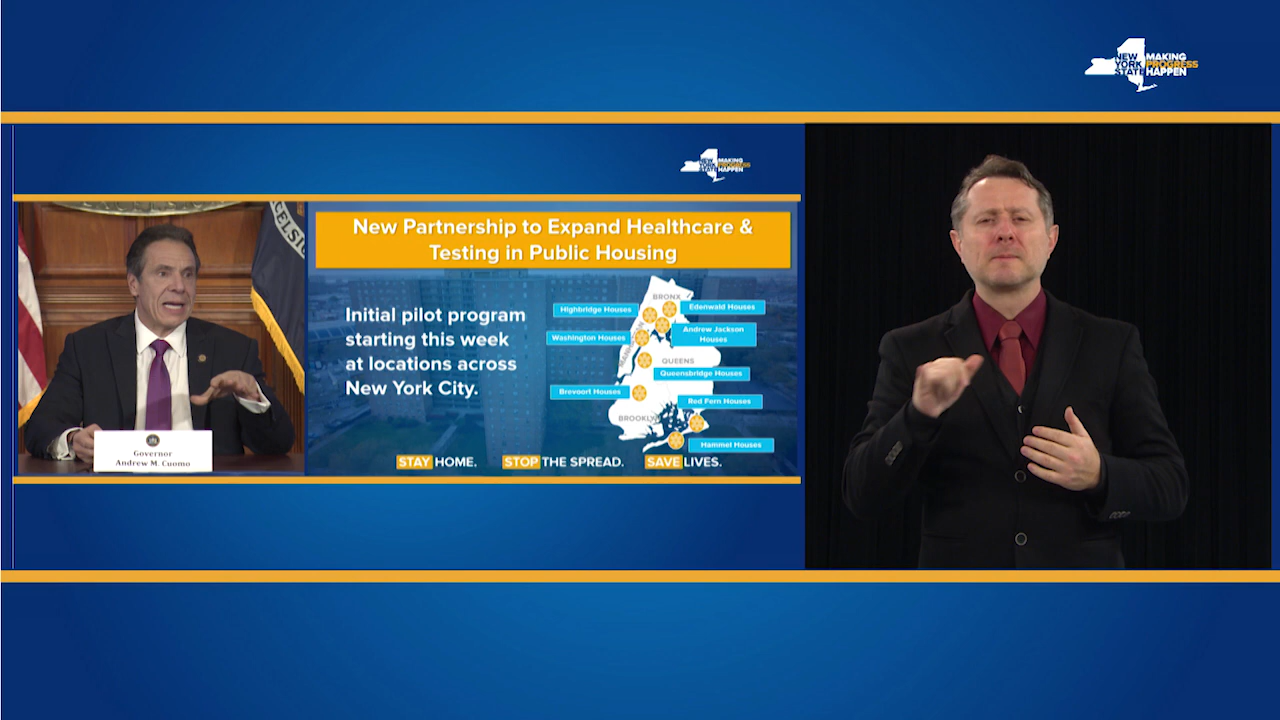 NEW
YORK
STATE
MAKING
PROGRESS
HAPPEN
NEW
YORK
STATE
MAKING
PROGRESS
HAPPEN
CELSIO
Governor
Andrew M. Cuomo
New Partnership to Expand Healthcare &
Testing in Public Housing
Initial pilot program
starting this week
at locations across
New York City.
BRONX
Highbridge Houses
Edenwald Houses
Washington Houses
Andrew Jackson
Houses
QUEENS
Queensbridge Houses
Brevoort Houses
Red Fern Houses
BROOKLYN
Hammel Houses
STAY HOME. STOP THE SPREAD. SAVE LIVES.